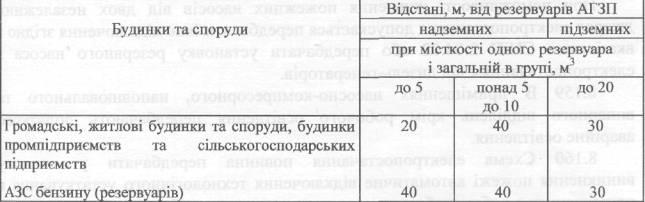 Будинки та споруди
Відстані, м, від резервуарів АГЗП
надземних
підземних
при місткості одного резервуара
і загальній в групі, м³
до 5
понад 5
до 10
до 20
Громадські, житлові будинки та споруди, будинки
промпідприємств та сільськогосподарських
підприємств
20
40
30
АЗС бензину (резервуарів)
40
40
30